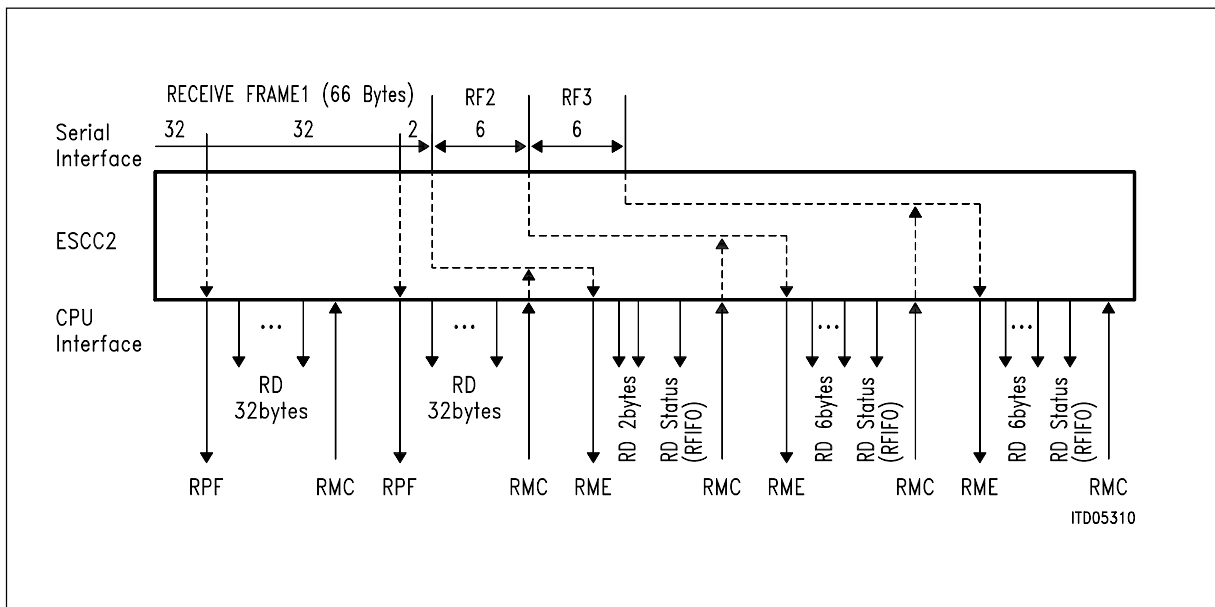 RECEIVE FRAME1 (66 Bytes) RF2 RF3
Serial Interface
32 32 2 6 6
ESCC2
CPU Interface
... ... ... ...
RD 32bytes
RD 32bytes
RD 2bytes
RD Status (RFIFO)
RD 6bytes
RD Status (RFIFO)
RD 6bytes
RD Status (RFIFO)
RPF RMC RPF RMC RME RMC RME RMC RME RMC
ITD05310